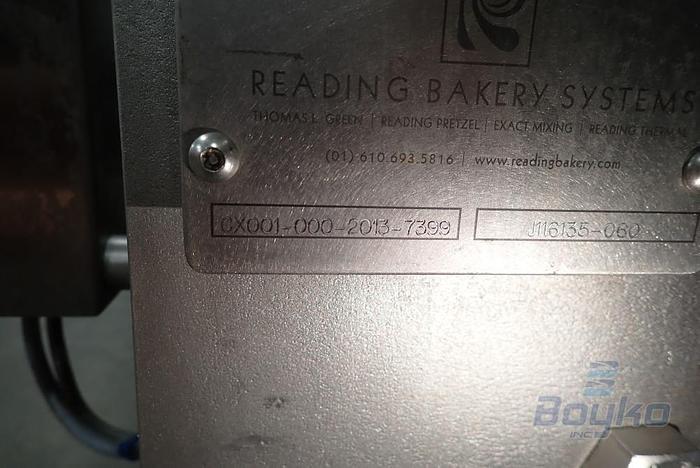 READING BAKERY SYSTEMS
THOMAS L. GREEN | READING PRETZEL | EXACT MIXING | READING THERMAL
(01) 610.693.5816 | www.readingbakery.com
CX001-000-2013-7399 J116135-060
Boyko
INC